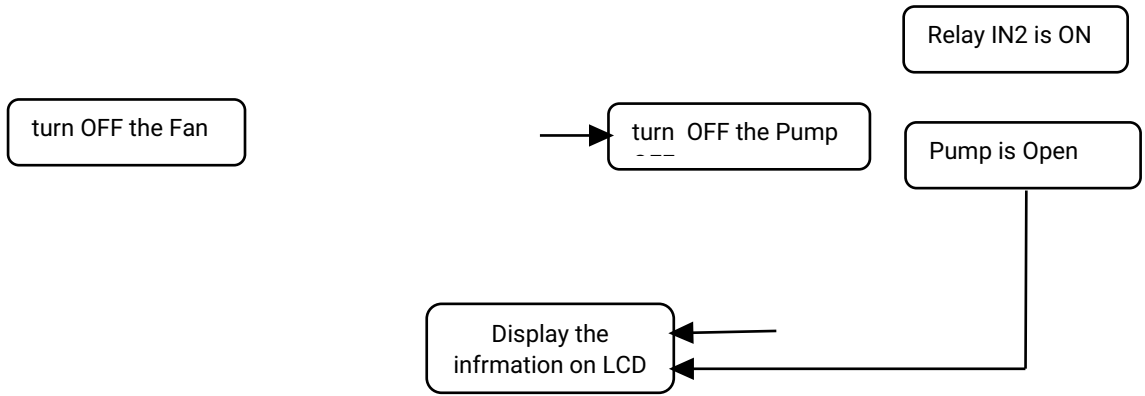 Relay IN2 is ON
turn OFF the Fan
turn OFF the Pump
Pump is Open
Display the
infrmation on LCD